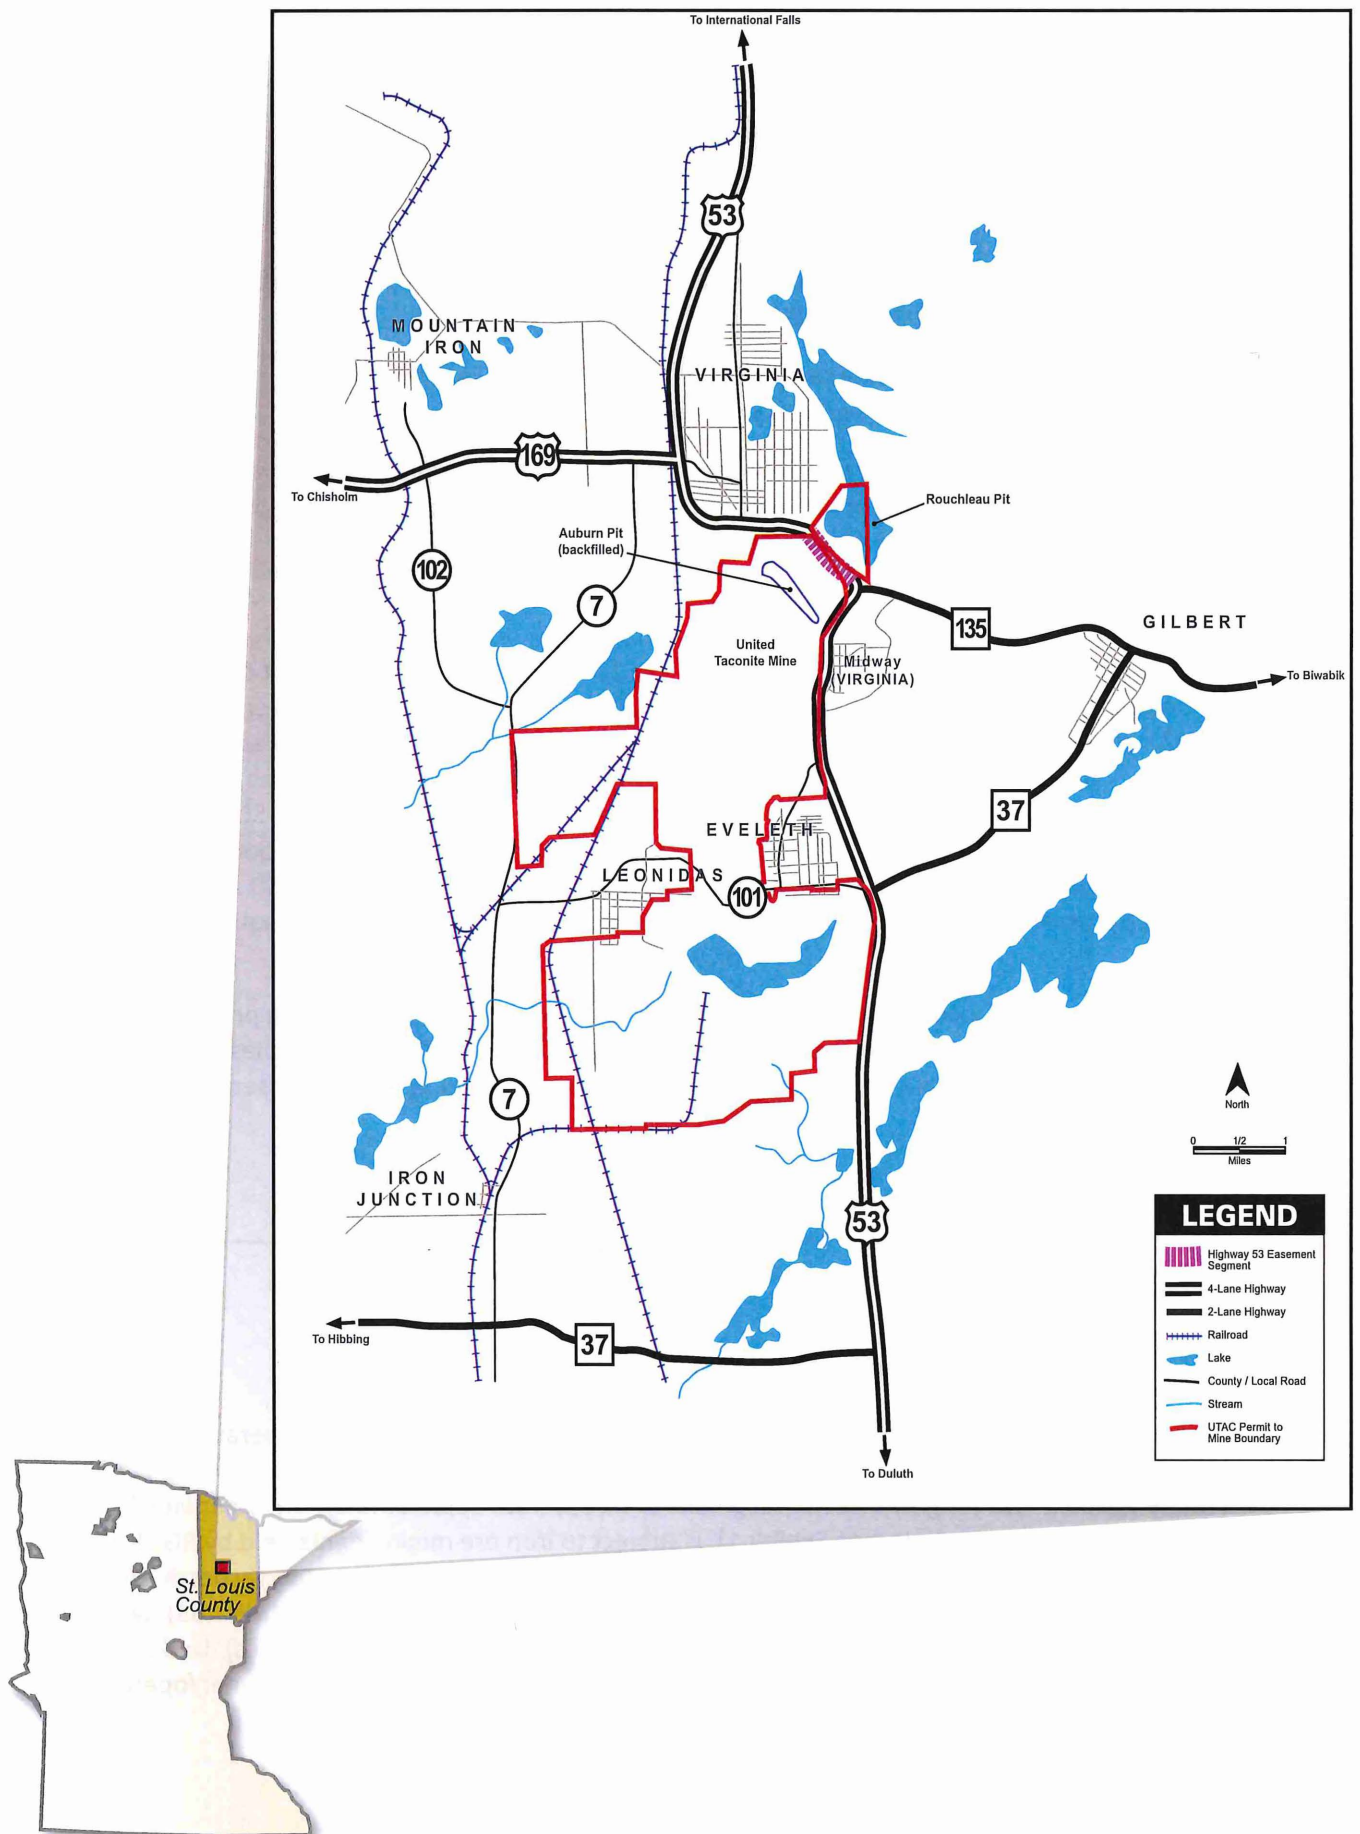 To International Falls
53
MOUNTAIN
IRON
VIRGINIA
169
To Chisholm
Rouchleau Pit
Auburn Pit
(backfilled)
102
7
135
GILBERT
United
Taconite Mine
Midway
(VIRGINIA)
To Biwabik
37
EVELETH
LEONIDAS
101
7
North
0 1/2 1
Miles
IRON
JUNCTION
53
LEGEND
Highway 53 Easement
Segment
4-Lane Highway
2-Lane Highway
Railroad
Lake
County / Local Road
Stream
UTAC Permit to
Mine Boundary
To Hibbing
37
To Duluth
St. Louis
County